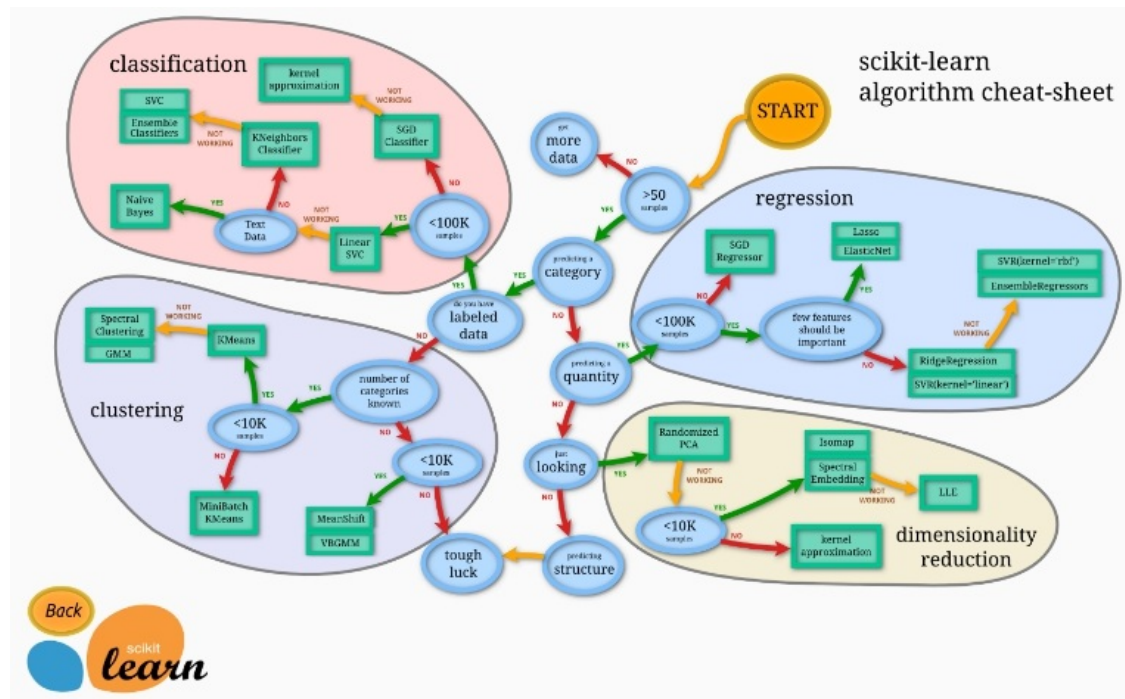 scikit-learn
algorithm cheat-sheet
START
get
more
data
NO
>50
samples
YES
predicting a
category
YES
NO
do you have
labeled
data
YES
NO
predicting a
quantity
YES
NO
just
looking
YES
NO
predicting
structure
tough
luck
classification
kernel
approximation
NOT
WORKING
SGD
Classifier
NO
<100K
samples
YES
Linear
SVC
NOT
WORKING
Text
Data
YES
Naive
Bayes
NO
KNeighbors
Classifier
NOT
WORKING
SVC
Ensemble
Classifiers
clustering
number of
categories
known
YES
NO
<10K
samples
YES
NO
KMeans
NOT
WORKING
Spectral
Clustering
GMM
MiniBatch
KMeans
<10K
samples
YES
NO
MeanShift
VBGMM
regression
<100K
samples
NO
YES
SGD
Regressor
few features
should be
important
YES
NO
Lasso
ElasticNet
RidgeRegression
SVR(kernel='linear')
NOT
WORKING
SVR(kernel='rbf')
EnsembleRegressors
dimensionality
reduction
Randomized
PCA
NOT
WORKING
<10K
samples
YES
NO
Isomap
Spectral
Embedding
NOT
WORKING
LLE
kernel
approximation
Back
scikit
learn